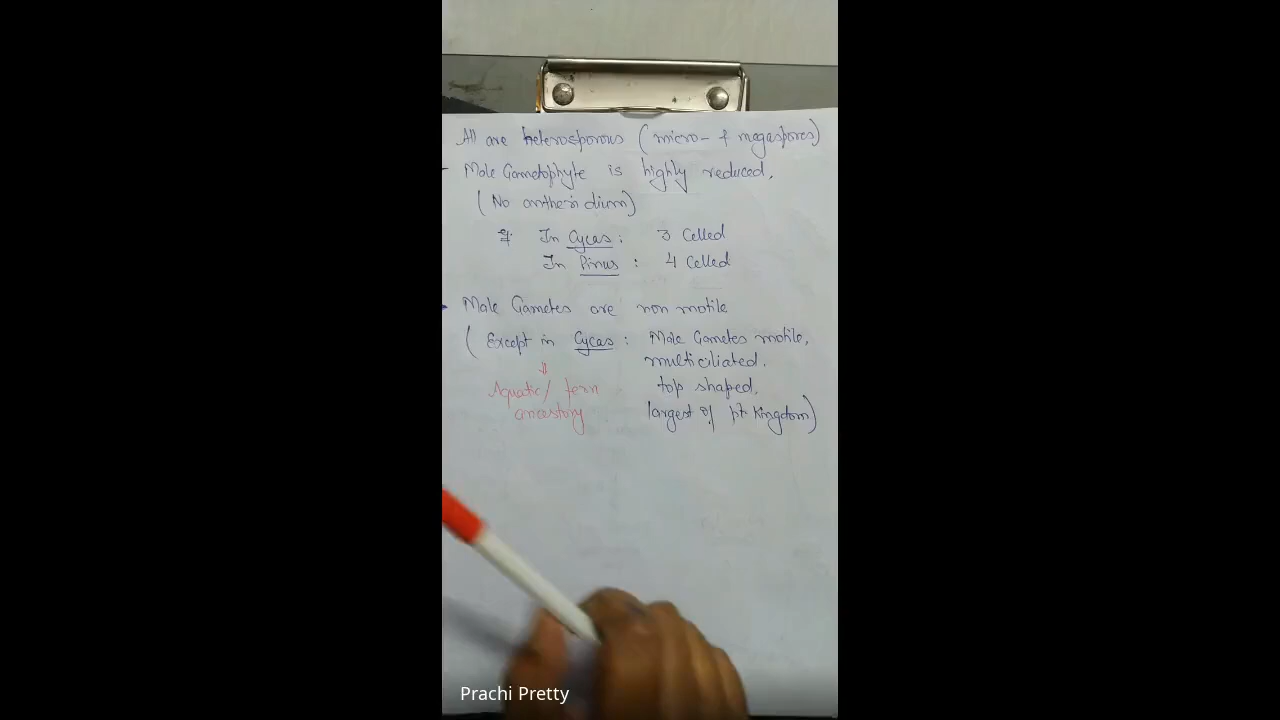 All are heterosporous (micro- & megaspores)
- Male Gametophyte is highly reduced.
(No antheridium)
In Cycas : 3 Celled
In Pinus : 4 Celled
Male Gametes are non motile
(Except in Cycas : Male Gametes motile,
multiciliated.
Aquatic/ fern top shaped.
ancestory largest of pt. Kingdom)
Prachi Pretty